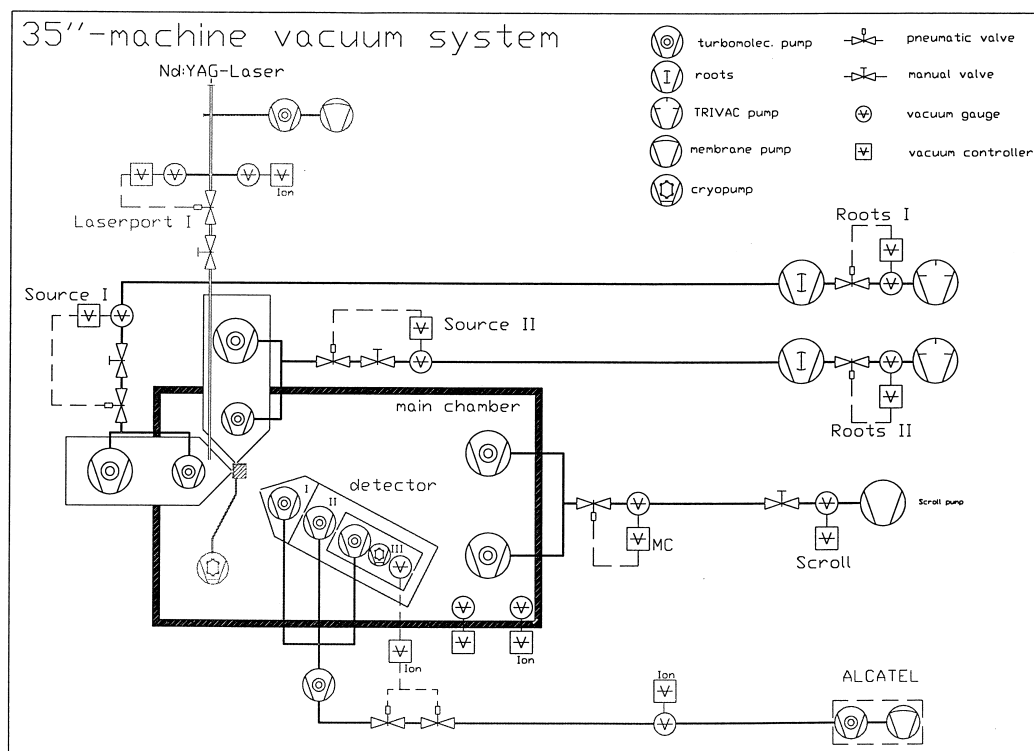 35"-machine vacuum system
Nd:YAG-Laser
turbomolec. pump
pneumatic valve
roots
manual valve
TRIVAC pump
vacuum gauge
membrane pump
vacuum controller
cryopump
Ion
Laserport I
Roots I
Source I
Source II
main chamber
Roots II
detector
I
II
III
MC
Scroll pump
Scroll
Ion
Ion
Ion
ALCATEL